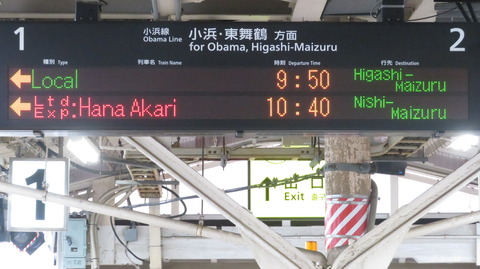 1
小浜線
Obama Line
小浜・東舞鶴 方面
for Obama, Higashi-Maizuru
2
種別 Type 列車名 Train Name 時刻 Departure Time 行先 Destination
←Local 9:50 Higashi-Maizuru
←Ltd Exp:Hana Akari 10:40 Nishi-Maizuru
1
↑出口
Exit